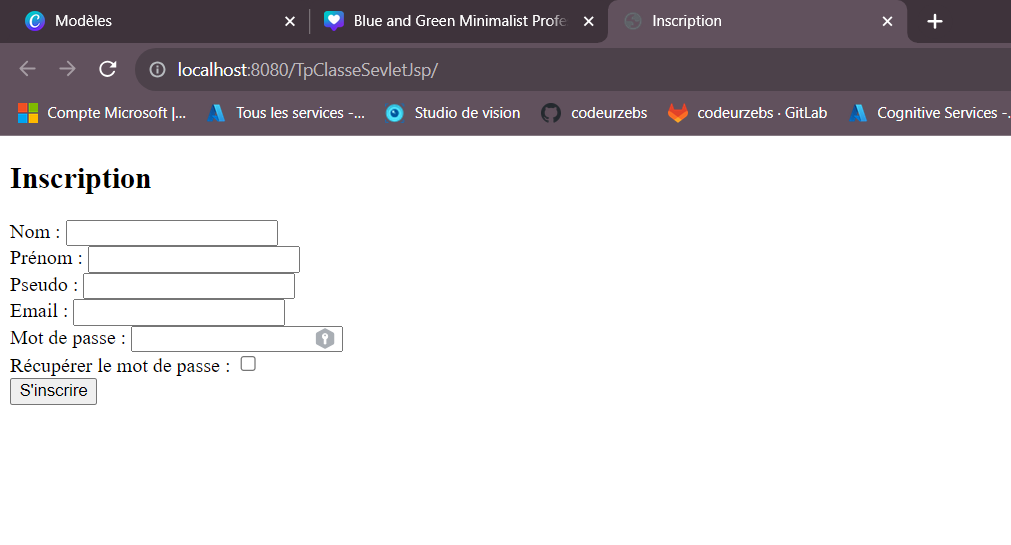 Modèles
Blue and Green Minimalist Profe
Inscription
localhost:8080/TpClasseSevletJsp/
Compte Microsoft |... Tous les services -... Studio de vision codeurzebs codeurzebs · GitLab Cognitive Services -...
Inscription
Nom :
Prénom :
Pseudo :
Email :
Mot de passe :
Récupérer le mot de passe :
S'inscrire